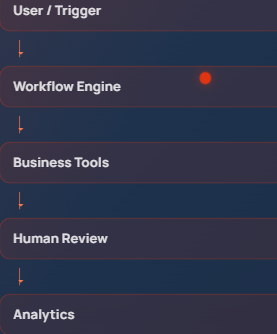 User / Trigger
Workflow Engine
Business Tools
Human Review
Analytics